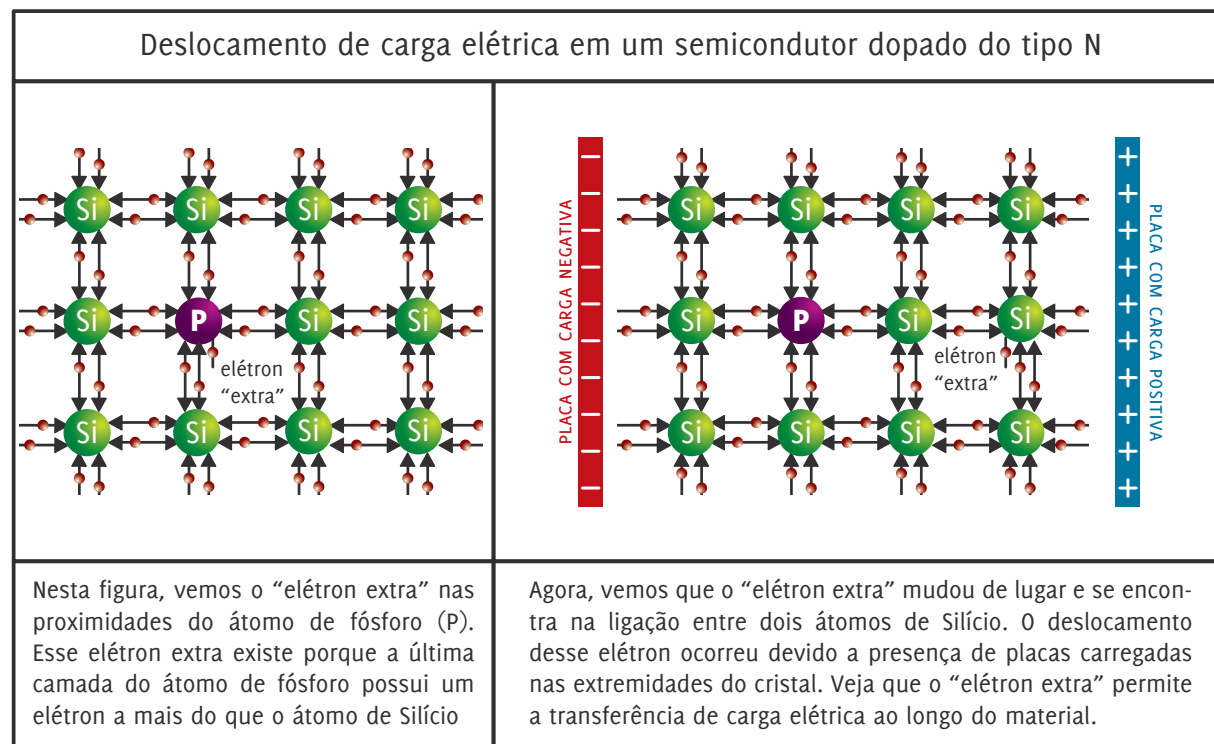 Deslocamento de carga elétrica em um semicondutor dopado do tipo N
Si Si Si Si
Si P Si Si
elétron
“extra”
Si Si Si Si
PLACA COM CARGA NEGATIVA
− − − − − − − − − −
Si Si Si Si
Si P Si Si
elétron
“extra”
Si Si Si Si
+ + + + + + + + + +
PLACA COM CARGA POSITIVA
Nesta figura, vemos o “elétron extra” nas
proximidades do átomo de fósforo (P).
Esse elétron extra existe porque a última
camada do átomo de fósforo possui um
elétron a mais do que o átomo de Silício
Agora, vemos que o “elétron extra” mudou de lugar e se encon-
tra na ligação entre dois átomos de Silício. O deslocamento
desse elétron ocorreu devido a presença de placas carregadas
nas extremidades do cristal. Veja que o “elétron extra” permite
a transferência de carga elétrica ao longo do material.